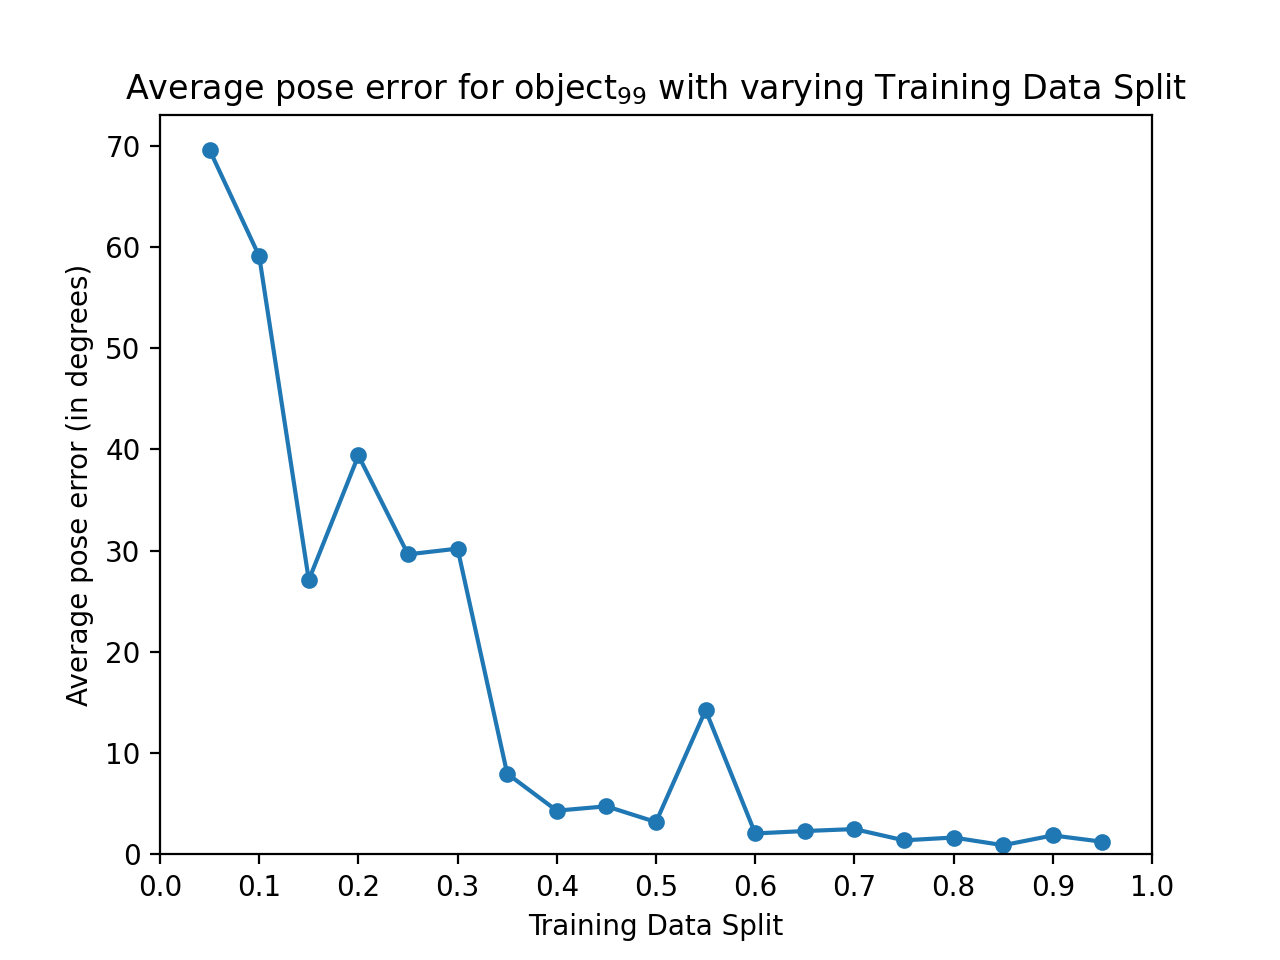 Average pose error for object₉₉ with varying Training Data Split
Average pose error (in degrees)
70
60
50
40
30
20
10
0
0.0 0.1 0.2 0.3 0.4 0.5 0.6 0.7 0.8 0.9 1.0
Training Data Split